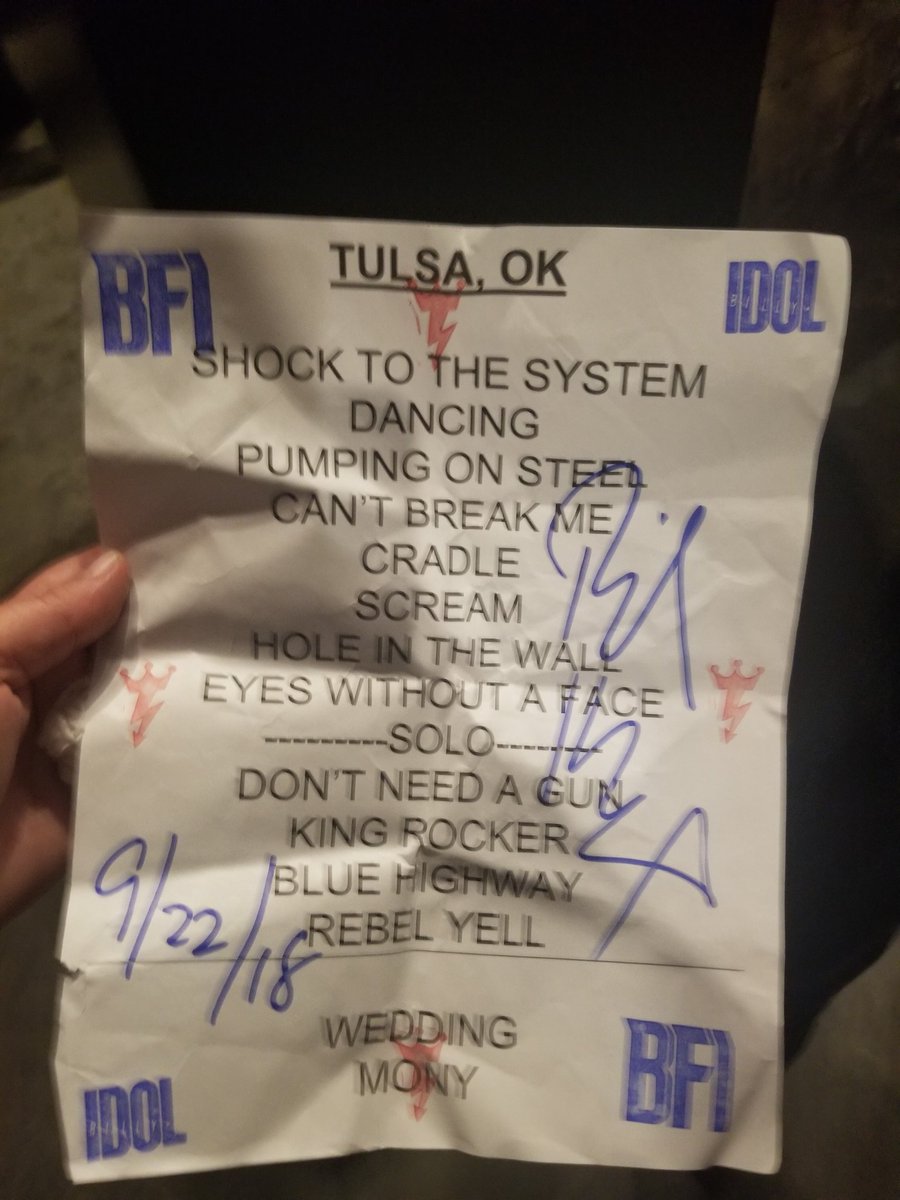 BFI
TULSA, OK
IDOL
BILLY
SHOCK TO THE SYSTEM
DANCING
PUMPING ON STEEL
CAN'T BREAK ME
CRADLE
SCREAM
HOLE IN THE WALL
EYES WITHOUT A FACE
---------SOLO--------
DON'T NEED A GUN
KING ROCKER
BLUE HIGHWAY
REBEL YELL
9/22/18
WEDDING
MONY
IDOL
BILLY
BFI